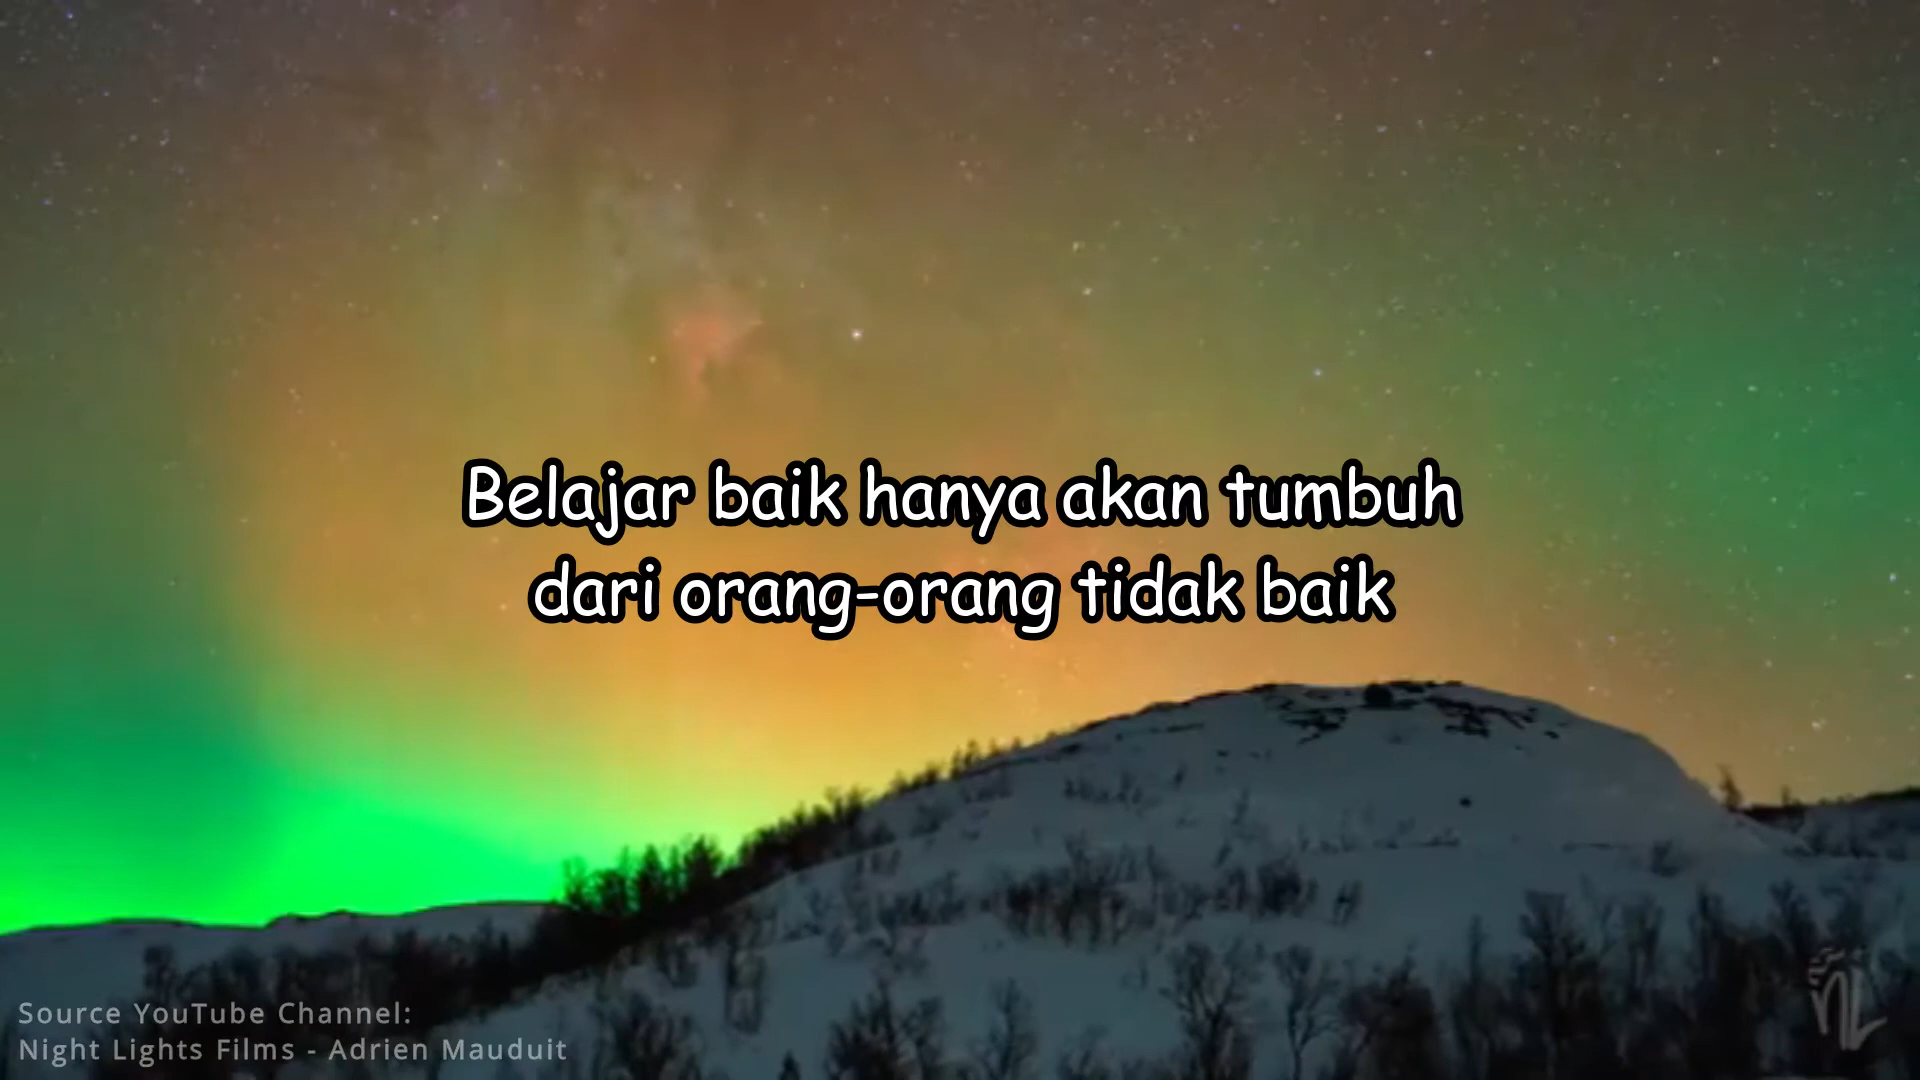 Belajar baik hanya akan tumbuh
dari orang-orang tidak baik
Source YouTube Channel:
Night Lights Films - Adrien Mauduit